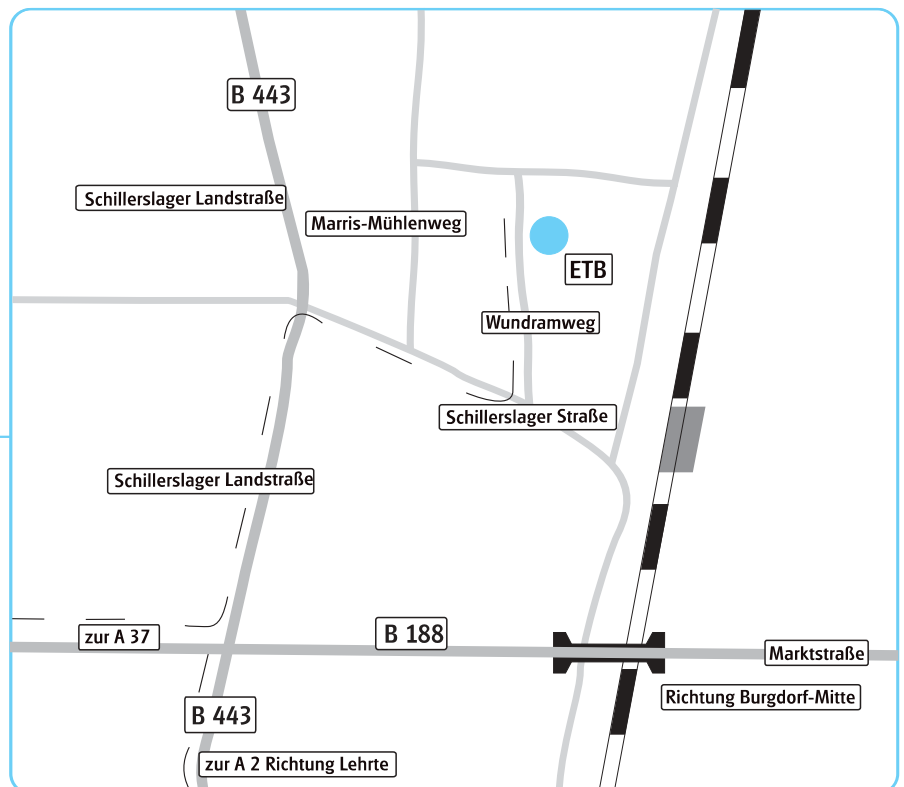 B 443
Schillerslager Landstraße
Marris-Mühlenweg
ETB
Wundramweg
Schillerslager Straße
Schillerslager Landstraße
zur A 37
B 188
Marktstraße
Richtung Burgdorf-Mitte
B 443
zur A 2 Richtung Lehrte